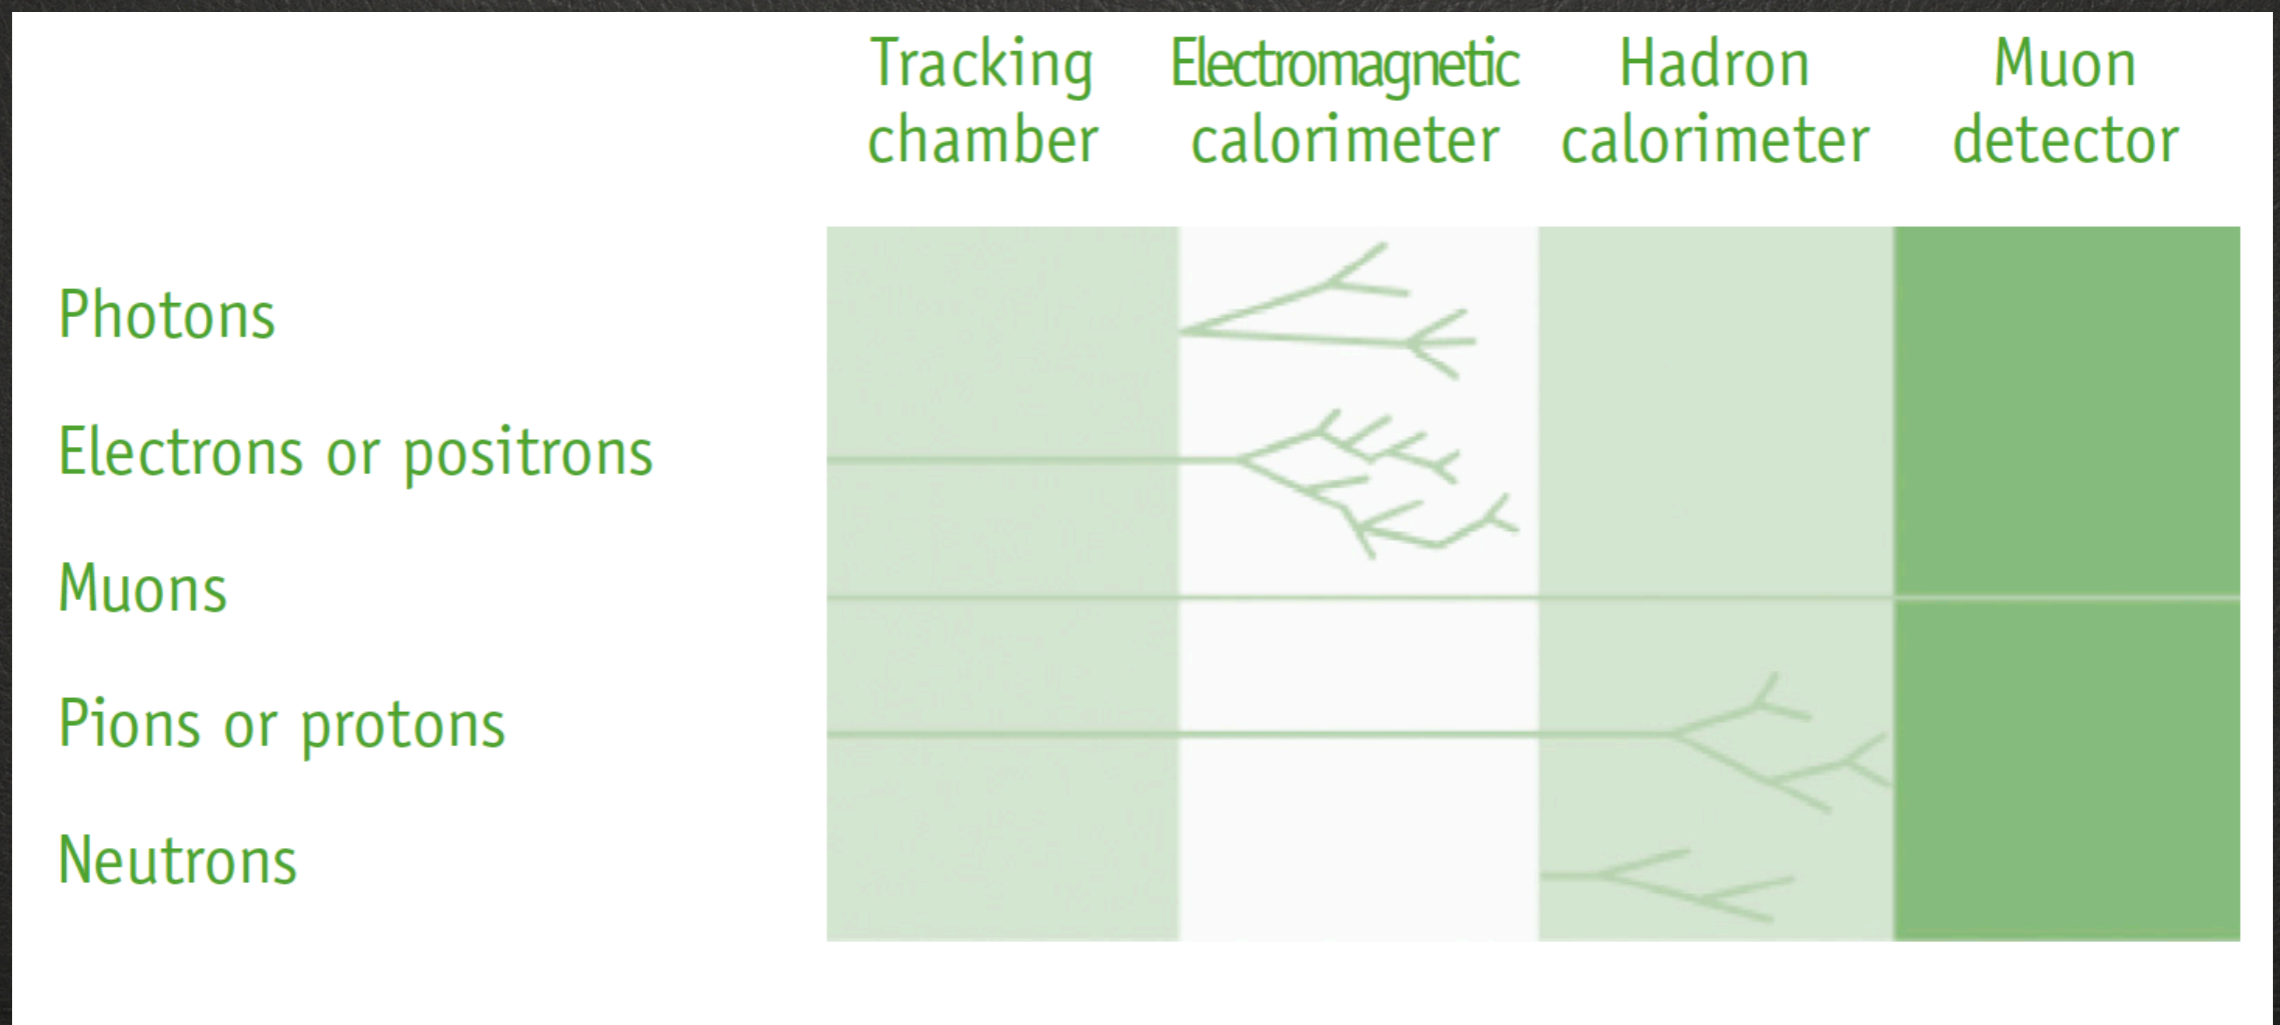 Tracking chamber
Electromagnetic calorimeter
Hadron calorimeter
Muon detector
Photons
Electrons or positrons
Muons
Pions or protons
Neutrons